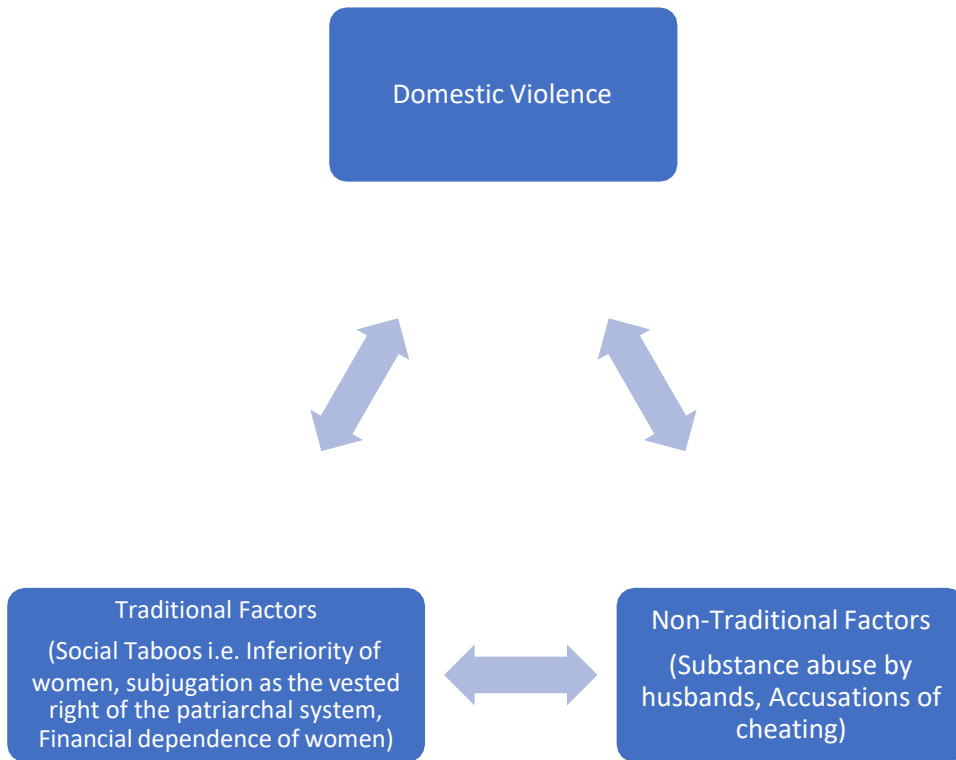 Domestic Violence
Traditional Factors
(Social Taboos i.e. Inferiority of
women, subjugation as the vested
right of the patriarchal system,
Financial dependence of women)
Non-Traditional Factors
(Substance abuse by
husbands, Accusations of
cheating)